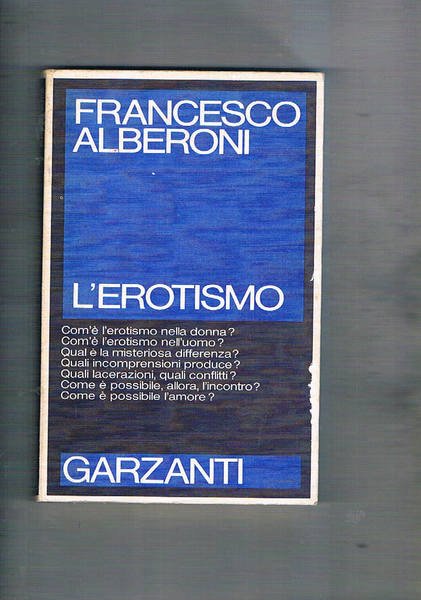 FRANCESCO
ALBERONI
L'EROTISMO
Com'è l'erotismo nella donna?
Com'è l'erotismo nell'uomo?
Qual è la misteriosa differenza?
Quali incomprensioni produce?
Quali lacerazioni, quali conflitti?
Come è possibile, allora, l'incontro?
Come è possibile l'amore?
GARZANTI